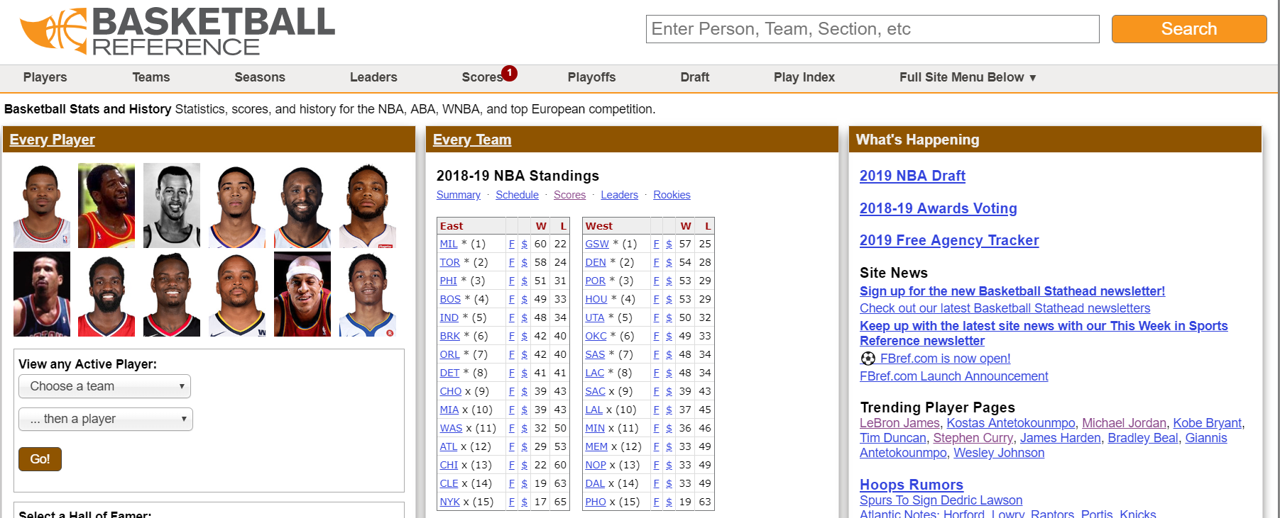 BASKETBALL
REFERENCE
Enter Person, Team, Section, etc
Search
Players Teams Seasons Leaders Scores 1 Playoffs Draft Play Index Full Site Menu Below ▼
Basketball Stats and History Statistics, scores, and history for the NBA, ABA, WNBA, and top European competition.
Every Player
View any Active Player:
Choose a team
... then a player
Go!
Select a Hall of Famer:
Every Team
2018-19 NBA Standings
Summary · Schedule · Scores · Leaders · Rookies
East W L
MIL * (1) F $ 60 22
TOR * (2) F $ 58 24
PHI * (3) F $ 51 31
BOS * (4) F $ 49 33
IND * (5) F $ 48 34
BRK * (6) F $ 42 40
ORL * (7) F $ 42 40
DET * (8) F $ 41 41
CHO x (9) F $ 39 43
MIA x (10) F $ 39 43
WAS x (11) F $ 32 50
ATL x (12) F $ 29 53
CHI x (13) F $ 22 60
CLE x (14) F $ 19 63
NYK x (15) F $ 17 65
West W L
GSW * (1) F $ 57 25
DEN * (2) F $ 54 28
POR * (3) F $ 53 29
HOU * (4) F $ 53 29
UTA * (5) F $ 50 32
OKC * (6) F $ 49 33
SAS * (7) F $ 48 34
LAC * (8) F $ 48 34
SAC x (9) F $ 39 43
LAL x (10) F $ 37 45
MIN x (11) F $ 36 46
MEM x (12) F $ 33 49
NOP x (13) F $ 33 49
DAL x (14) F $ 33 49
PHO x (15) F $ 19 63
What's Happening
2019 NBA Draft
2018-19 Awards Voting
2019 Free Agency Tracker
Site News
Sign up for the new Basketball Stathead newsletter!
Check out our latest Basketball Stathead newsletters
Keep up with the latest site news with our This Week in Sports
Reference newsletter
FBref.com is now open!
FBref.com Launch Announcement
Trending Player Pages
LeBron James, Kostas Antetokounmpo, Michael Jordan, Kobe Bryant,
Tim Duncan, Stephen Curry, James Harden, Bradley Beal, Giannis
Antetokounmpo, Wesley Johnson
Hoops Rumors
Spurs To Sign Dedric Lawson
Atlantic Notes: Horford, Lowry, Raptors, Portis, Knicks